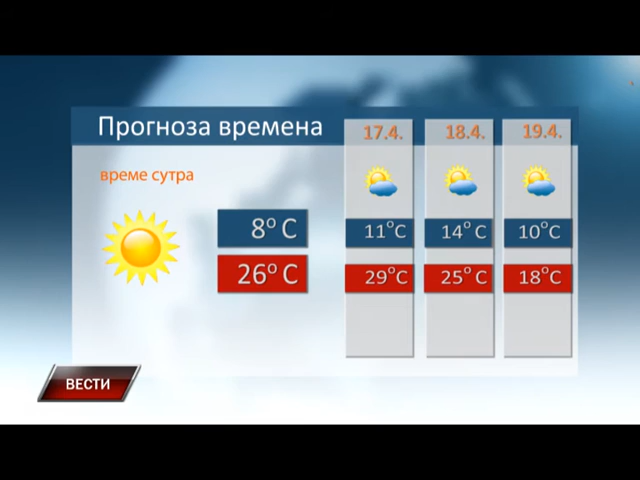 Прогноза времена
време сутра
8° C
26° C
17.4.
11°C
29°C
18.4.
14° C
25° C
19.4.
10°C
18°C
ВЕСТИ